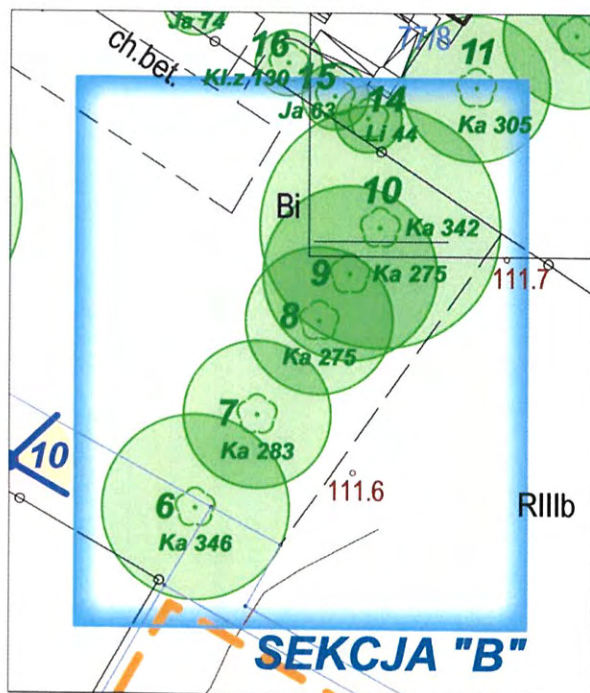 Ja 74
ch.bet.
16
Kl.z,130
15
Ja 63
14
Li 44
77/8
11
Ka 305
Bi
10
Ka 342
9
Ka 275
111.7
8
Ka 275
7
Ka 283
10
111.6
6
Ka 346
RIIIb
SEKCJA "B"